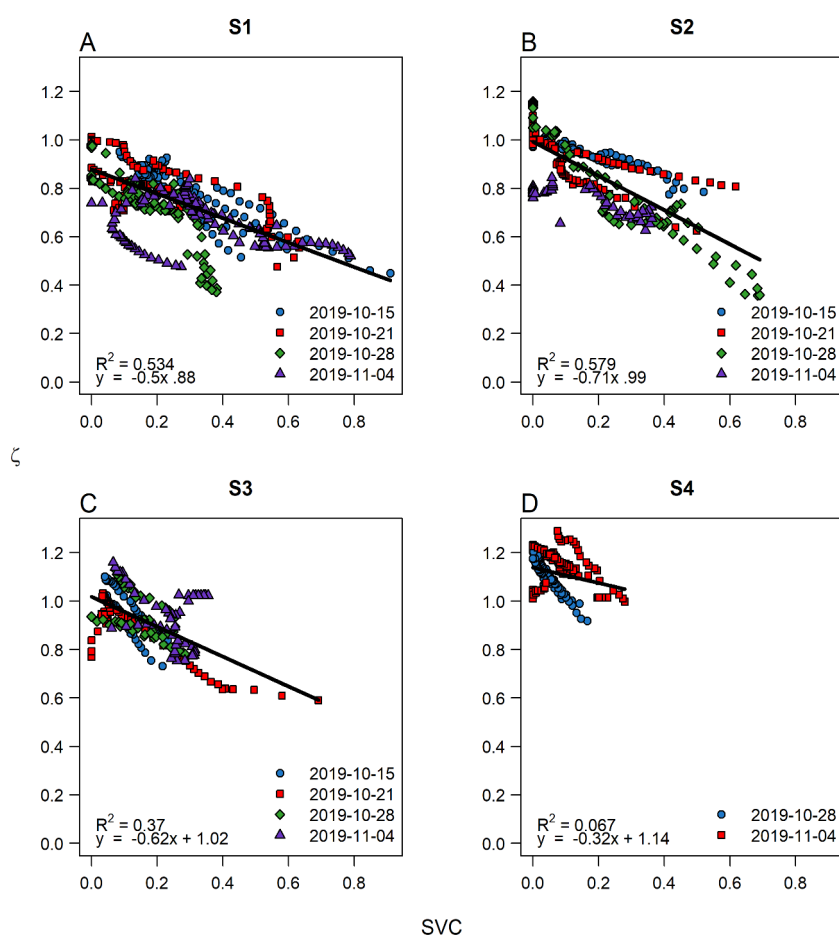 S1
S2
A
B
1.2
1.0
0.8
0.6
0.4
0.2
0.0
2019-10-15
2019-10-21
2019-10-28
2019-11-04
R² = 0.534
y = -0.5x .88
0.0 0.2 0.4 0.6 0.8
1.2
1.0
0.8
0.6
0.4
0.2
0.0
2019-10-15
2019-10-21
2019-10-28
2019-11-04
R² = 0.579
y = -0.71x .99
0.0 0.2 0.4 0.6 0.8
ζ
S3
S4
C
D
1.2
1.0
0.8
0.6
0.4
0.2
0.0
2019-10-15
2019-10-21
2019-10-28
2019-11-04
R² = 0.37
y = -0.62x + 1.02
0.0 0.2 0.4 0.6 0.8
1.2
1.0
0.8
0.6
0.4
0.2
0.0
2019-10-28
2019-11-04
R² = 0.067
y = -0.32x + 1.14
0.0 0.2 0.4 0.6 0.8
SVC